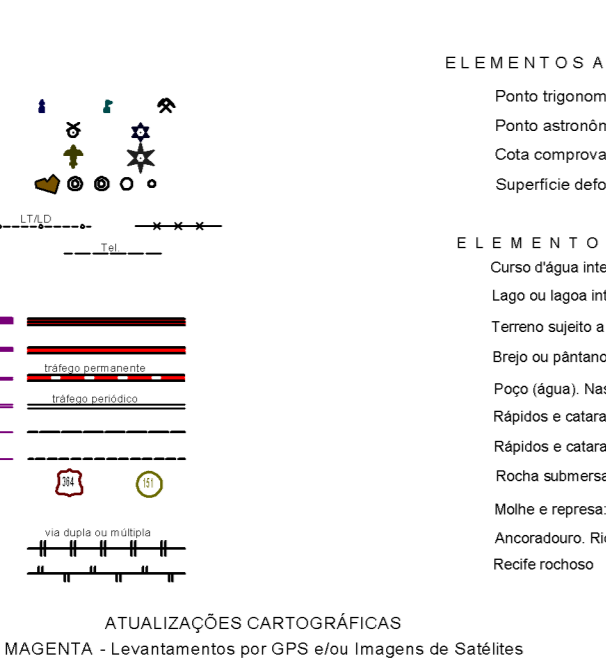 LT/LD
Tel.
tráfego permanente
tráfego periódico
364
151
via dupla ou múltipla
ELEMENTOS A
Ponto trigonom
Ponto astronôm
Cota comprova
Superfície defo
ELEMENTO
Curso d'água inte
Lago ou lagoa int
Terreno sujeito a
Brejo ou pântano
Poço (água). Nas
Rápidos e catara
Rápidos e catara
Rocha submersa
Molhe e represa:
Ancoradouro. Rio
Recife rochoso
ATUALIZAÇÕES CARTOGRÁFICAS
MAGENTA - Levantamentos por GPS e/ou Imagens de Satélites